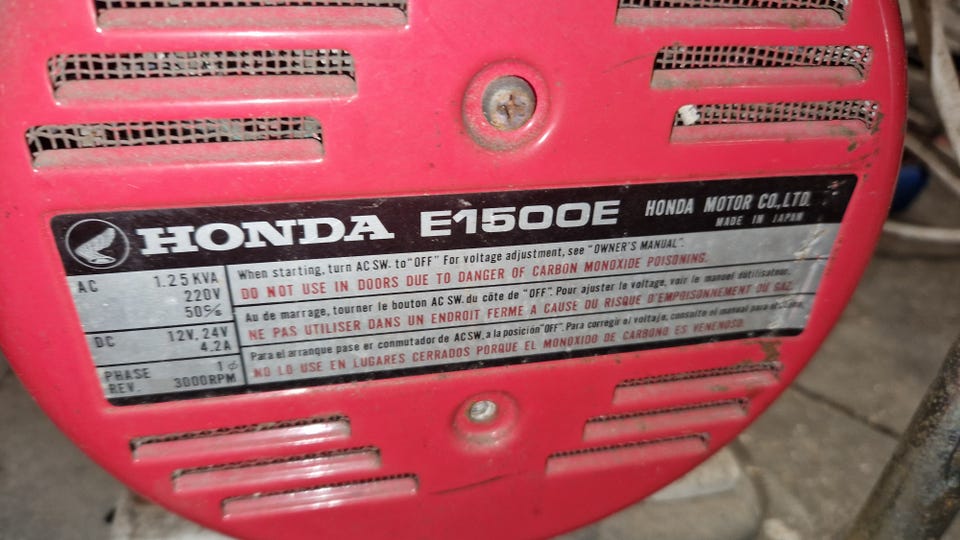 HONDA E1500E HONDA MOTOR CO.,LTD.
MADE IN JAPAN
AC 1.25 KVA
220V
50%
DC 12V, 24V
4.2A
PHASE 1ϕ
REV. 3000RPM
When starting, turn AC SW. to "OFF" For voltage adjustment, see "OWNER'S MANUAL".
DO NOT USE IN DOORS DUE TO DANGER OF CARBON MONOXIDE POISONING.
Au de marrage, tourner le bouton AC SW. du côte de "OFF". Pour ajuster le voltage, voir le manuel d'utilisateur.
NE PAS UTILISER DANS UN ENDROIT FERME A CAUSE DU RISQUE D'EMPOISONNEMENT OU GAZ.
Para el arranque pase er conmutador de AC SW, a la posición "OFF". Para corregir el voltaje, consulte el manual para
NO LO USE EN LUGARES CERRADOS PORQUE EL MONOXIDO DE CARBONO ES VENENOSO.